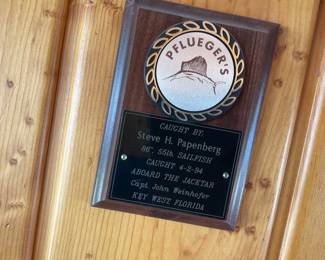 PFLUEGER'S
CAUGHT BY:
Steve H. Papenberg
86", 55lb SAILFISH
CAUGHT 4-2-94
ABOARD THE JACKTAR
Capt. John Weinhofer
KEY WEST FLORIDA